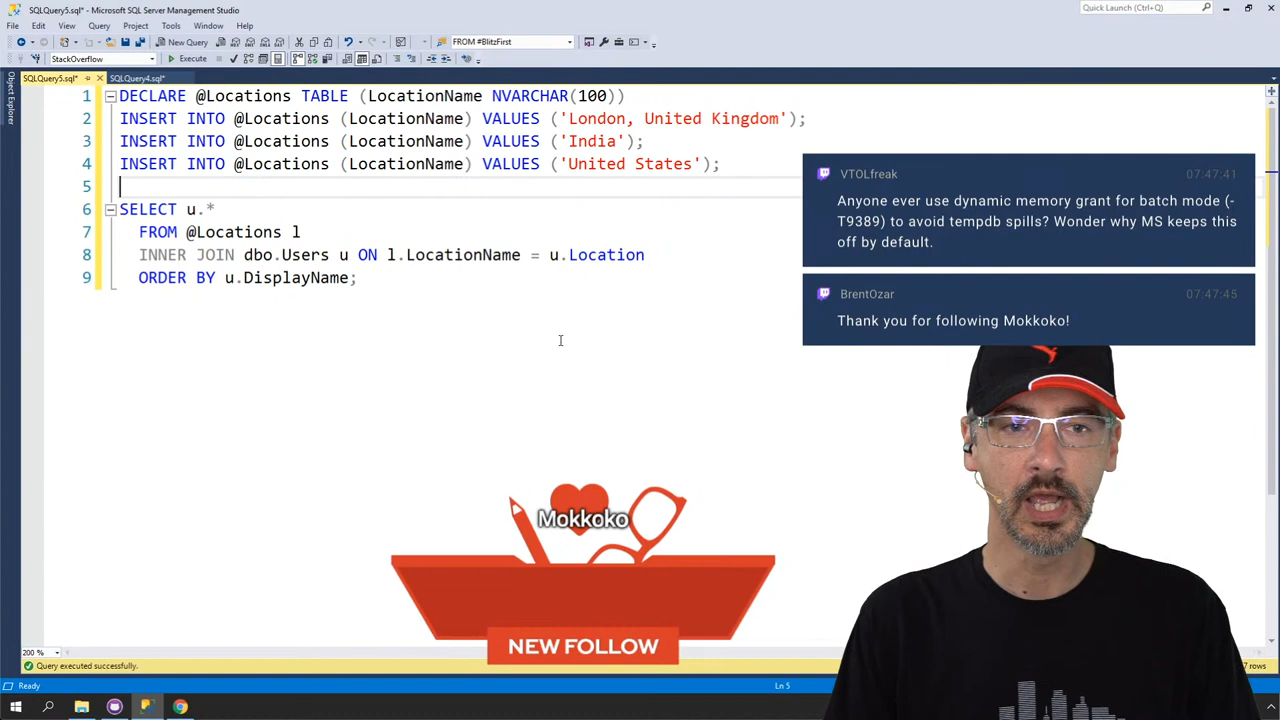 SQLQuery5.sql* - Microsoft SQL Server Management Studio
Quick Launch (Ctrl+Q)
File Edit View Query Project Tools Window Help
New Query
FROM #BlitzFirst
StackOverflow
Execute
SQLQuery5.sql*
SQLQuery4.sql*
Object Explorer
1 DECLARE @Locations TABLE (LocationName NVARCHAR(100))
2 INSERT INTO @Locations (LocationName) VALUES ('London, United Kingdom');
3 INSERT INTO @Locations (LocationName) VALUES ('India');
4 INSERT INTO @Locations (LocationName) VALUES ('United States');
5
6 SELECT u.*
7 FROM @Locations l
8 INNER JOIN dbo.Users u ON l.LocationName = u.Location
9 ORDER BY u.DisplayName;
VTOLfreak 07:47:41
Anyone ever use dynamic memory grant for batch mode (-
T9389) to avoid tempdb spills? Wonder why MS keeps this
off by default.
BrentOzar 07:47:45
Thank you for following Mokkoko!
Mokkoko
NEW FOLLOW
200 %
Query executed successfully.
7 rows
Ready
Ln 5